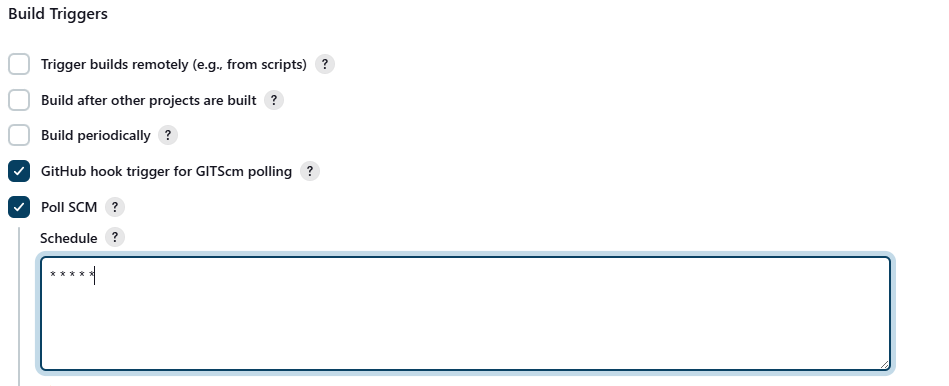 Build Triggers
Trigger builds remotely (e.g., from scripts) ?
Build after other projects are built ?
Build periodically ?
GitHub hook trigger for GITScm polling ?
Poll SCM ?
Schedule ?
* * * * *